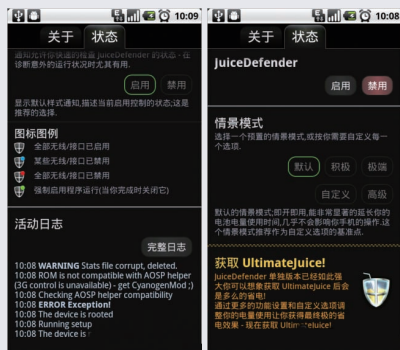 10:09
关于
状态
通知允许你快速的检查 JuiceDefender 的状态 - 在
诊断意外的运行状况时尤其有用.
启用
禁用
显示默认样式通知,描述当前启用控制的状态;这是
推荐的选择.
图标图例
全部无线/接口已启用
某些无线/接口已禁用
全部无线/接口已禁用
强制启用程序运行(当你完成时关闭它)
活动日志
完整日志
10:08 WARNING Stats file corrupt, deleted.
10:08 ROM is not compatible with AOSP helper
(3G control is unavailable) - get CyanogenMod ;)
10:08 Checking AOSP helper compatibility
10:08 ERROR Exception!
10:08 The device is rooted
10:08 Running setup
10:08 The device is
10:08
关于
状态
JuiceDefender
启用
禁用
情景模式
选择一个预置的情景模式,或按你需要自定义每一
个选项.
默认
积极
极端
自定义
高级
默认的情景模式;即开即用,能非常显著的延长你的
电池电量使用时间,几乎不会影响你手机的操作.这
个情景模式推荐作为自定义选项的基准点.
获取 UltimateJuice!
JuiceDefender 单独版本已经如此强
大你可以想象获取 UltimateJuice 后会
是多么的省电!
通过更多的功能设置和自定义选项调
整你的电量使用让你获得最终极的省
电效果 - 现在获取 UltimateJuice!